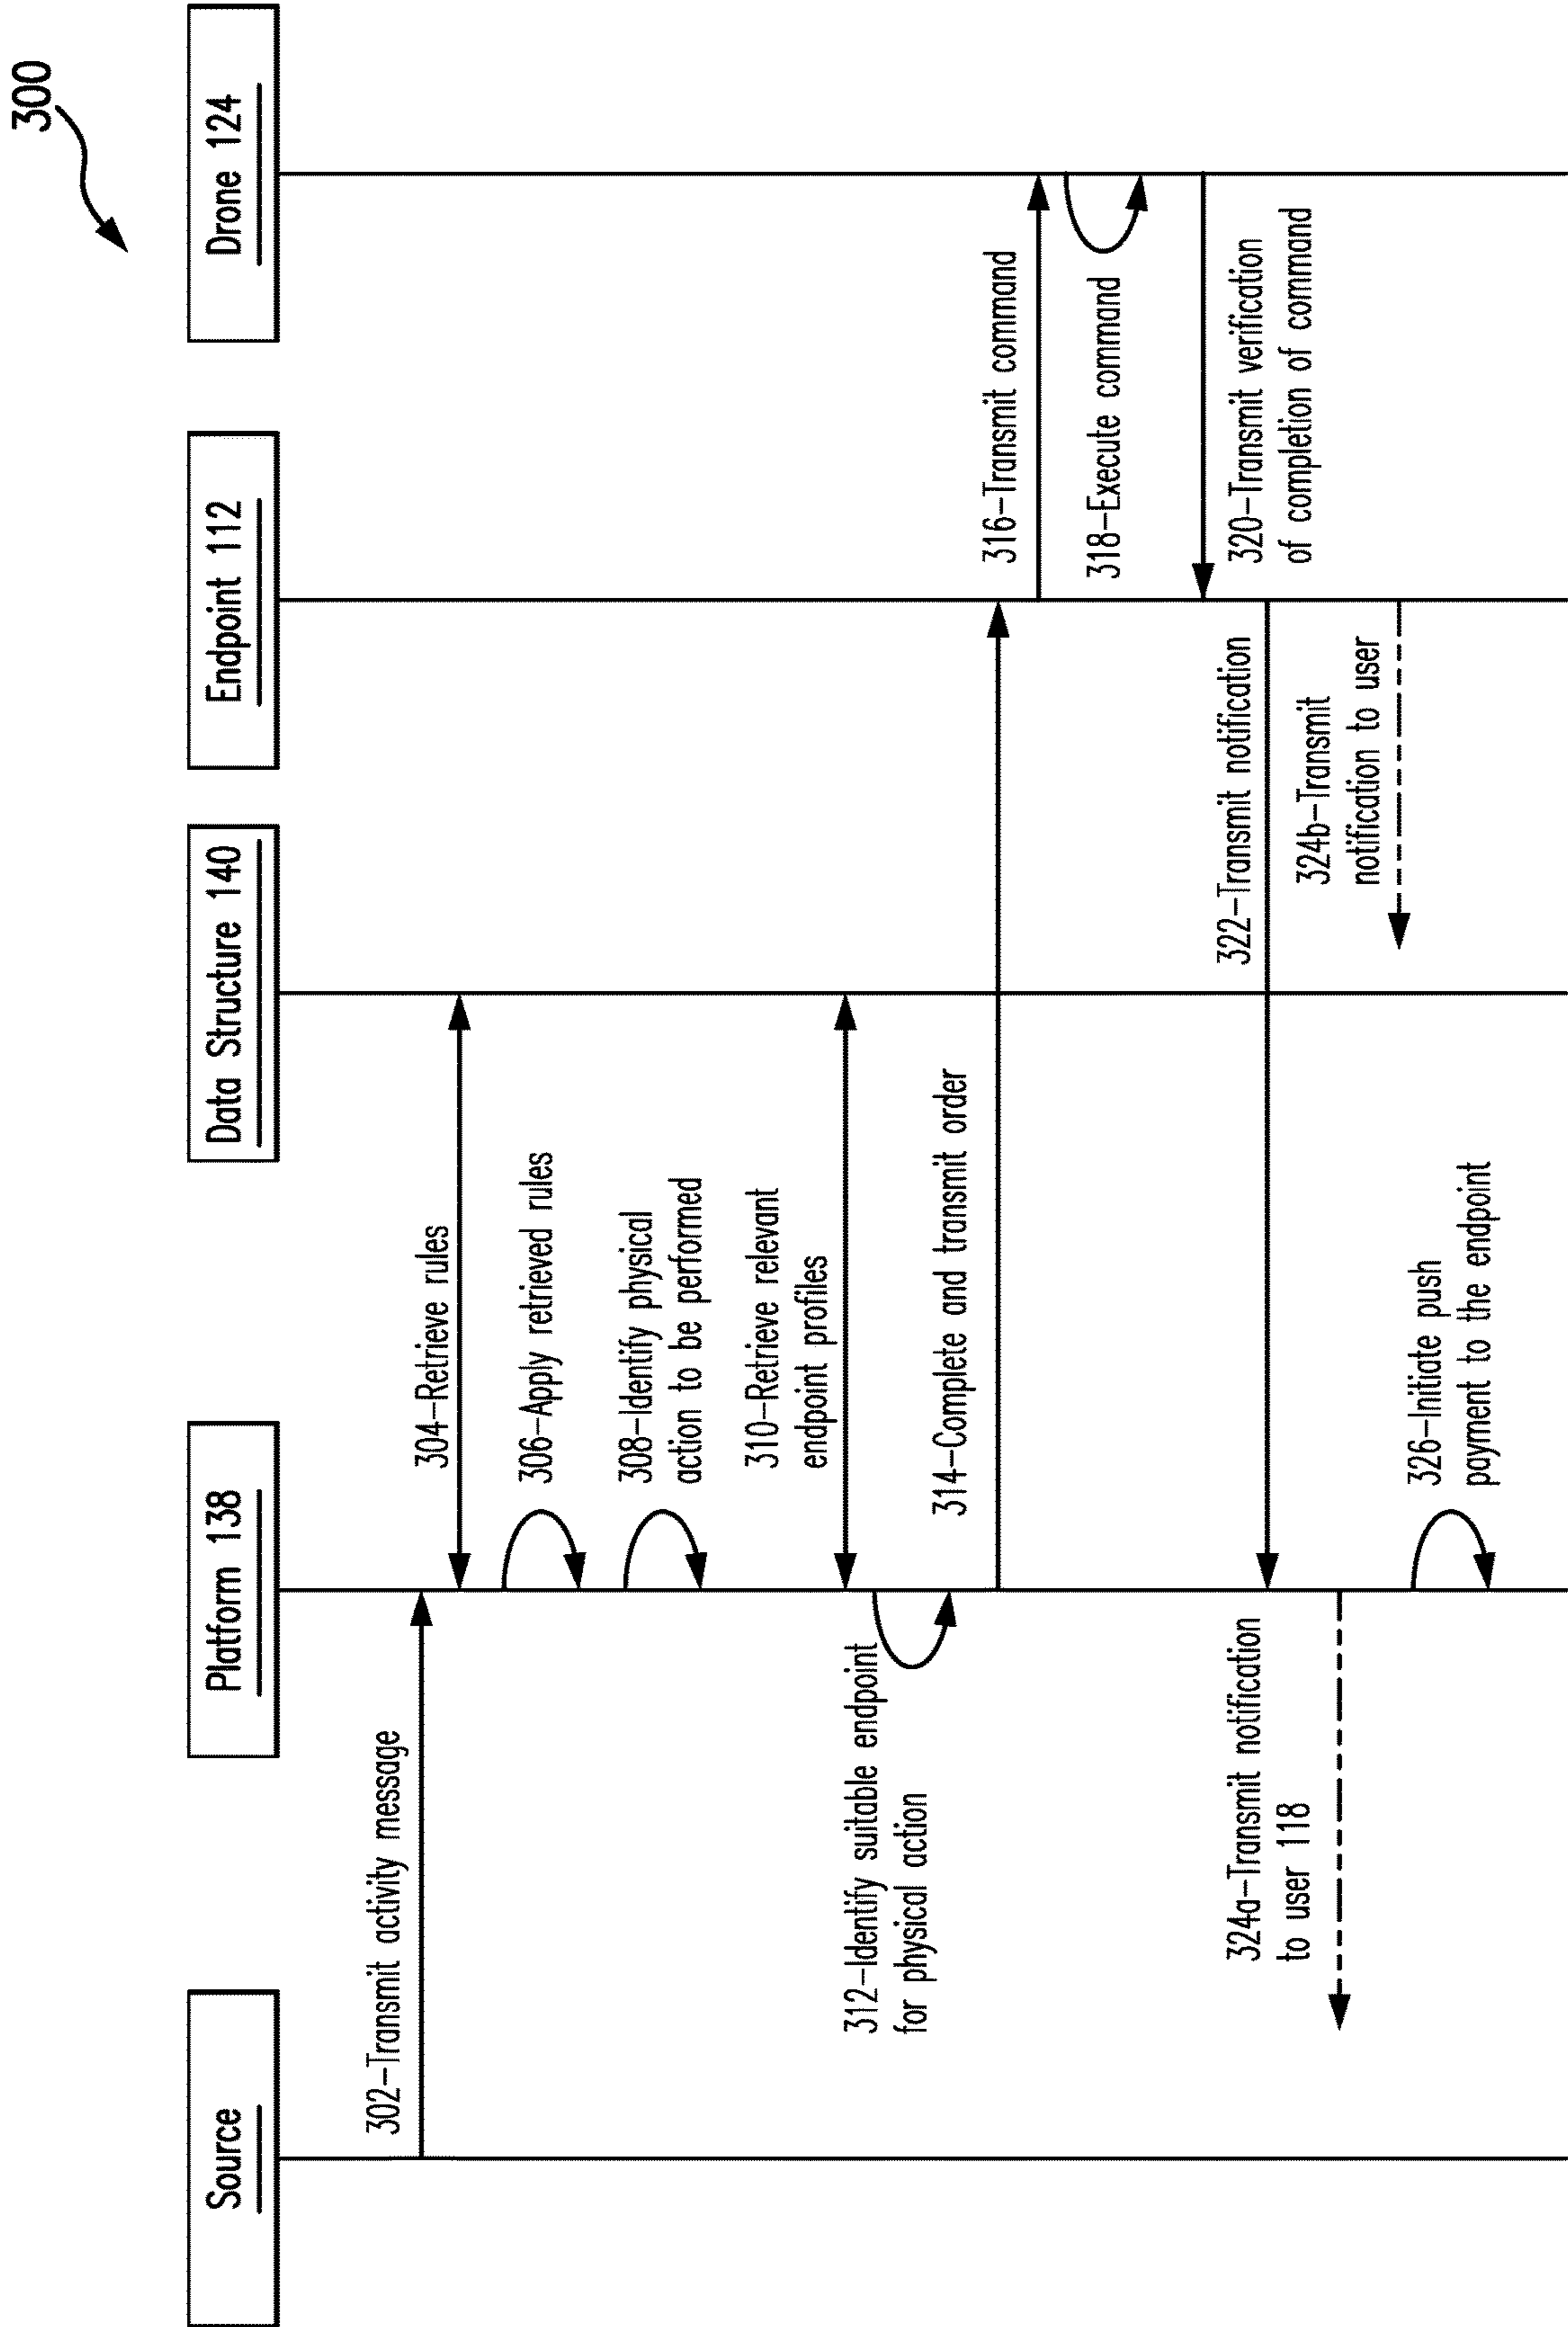 300
Source
Platform 138
Data Structure 140
Endpoint 112
Drone 124
302–Transmit activity message
304–Retrieve rules
306–Apply retrieved rules
308–Identify physical
action to be performed
310–Retrieve relevant
endpoint profiles
312–Identify suitable endpoint
for physical action
314–Complete and transmit order
316–Transmit command
318–Execute command
320–Transmit verification
of completion of command
322–Transmit notification
324a–Transmit notification
to user 118
324b–Transmit
notification to user
326–Initiate push
payment to the endpoint